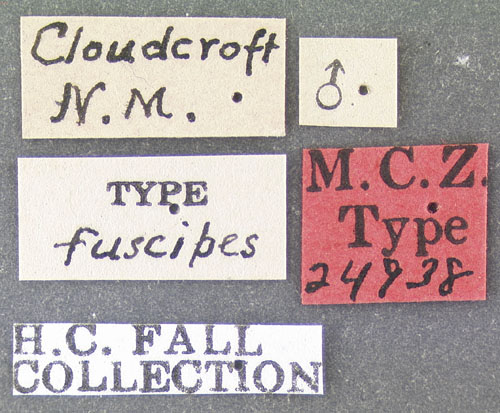 Cloudcroft
N.M.
♂
TYPE
fuscipes
M.C.Z.
Type
24938
H.C. FALL
COLLECTION